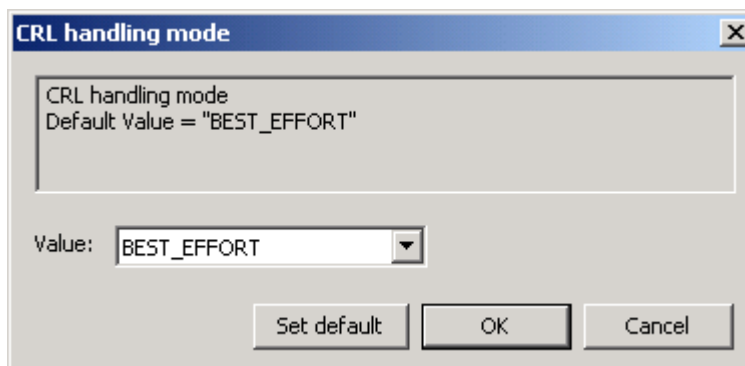 CRL handling mode
CRL handling mode
Default Value = "BEST_EFFORT"
Value: BEST_EFFORT
Set default OK Cancel